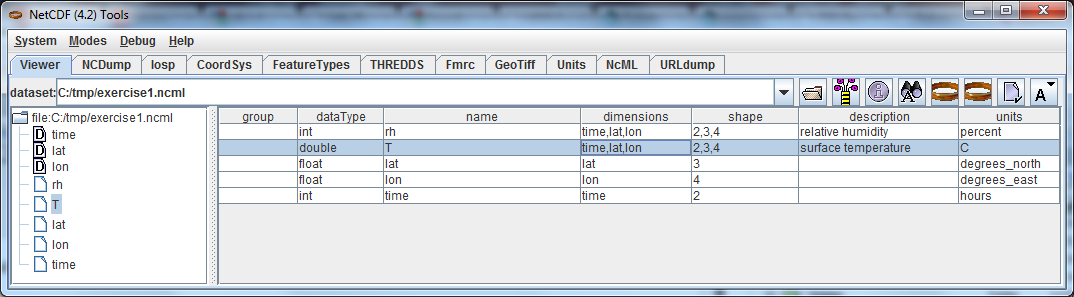 NetCDF (4.2) Tools
System Modes Debug Help
Viewer NCDump Iosp CoordSys FeatureTypes THREDDS Fmrc GeoTiff Units NcML URLdump
dataset: C:/tmp/exercise1.ncml
file:C:/tmp/exercise1.ncml
D time
D lat
D lon
rh
T
lat
lon
time
group dataType name dimensions shape description units
int rh time,lat,lon 2,3,4 relative humidity percent
double T time,lat,lon 2,3,4 surface temperature C
float lat lat 3 degrees_north
float lon lon 4 degrees_east
int time time 2 hours
A